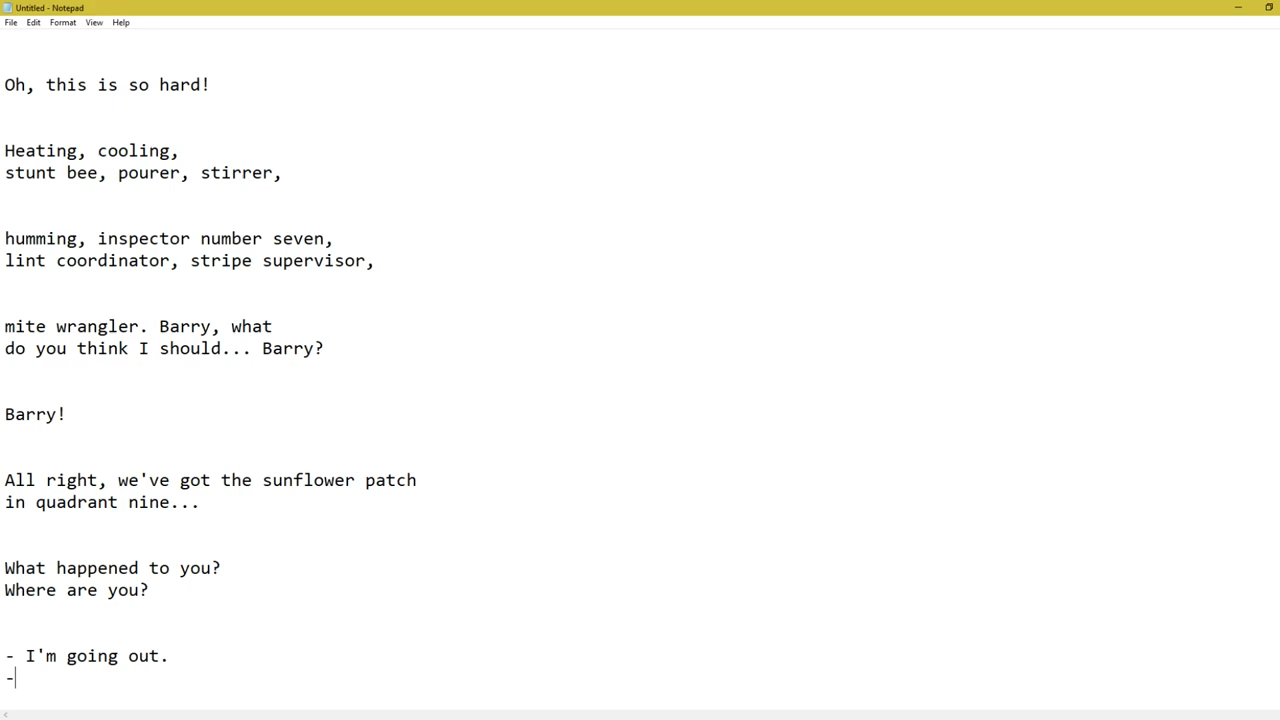 Untitled - Notepad
File Edit Format View Help
Oh, this is so hard!
Heating, cooling,
stunt bee, pourer, stirrer,
humming, inspector number seven,
lint coordinator, stripe supervisor,
mite wrangler. Barry, what
do you think I should... Barry?
Barry!
All right, we've got the sunflower patch
in quadrant nine...
What happened to you?
Where are you?
- I'm going out.
-